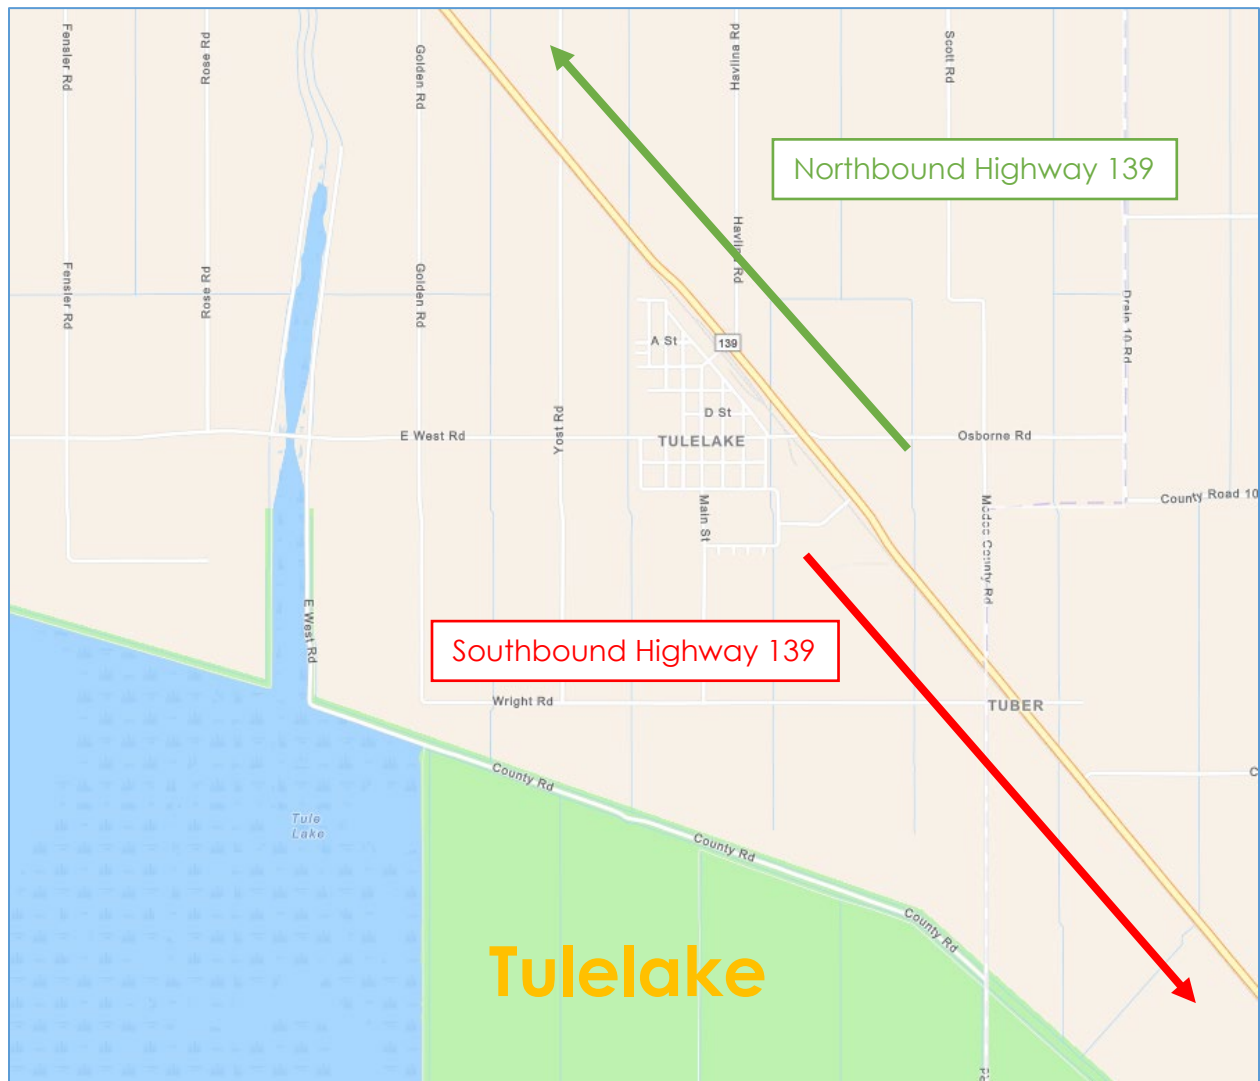 Fensler Rd
Rose Rd
Golden Rd
Havlina Rd
Scott Rd
Northbound Highway 139
Fensler Rd
Rose Rd
Golden Rd
Havlina Rd
Drain 10 Rd
A St
139
D St
E West Rd
Yost Rd
TULELAKE
Osborne Rd
Main St
Modoc County Rd
County Road 10
E West Rd
Southbound Highway 139
Wright Rd
TUBER
County Rd
C
Tule
Lake
County Rd
County Rd
Tulelake